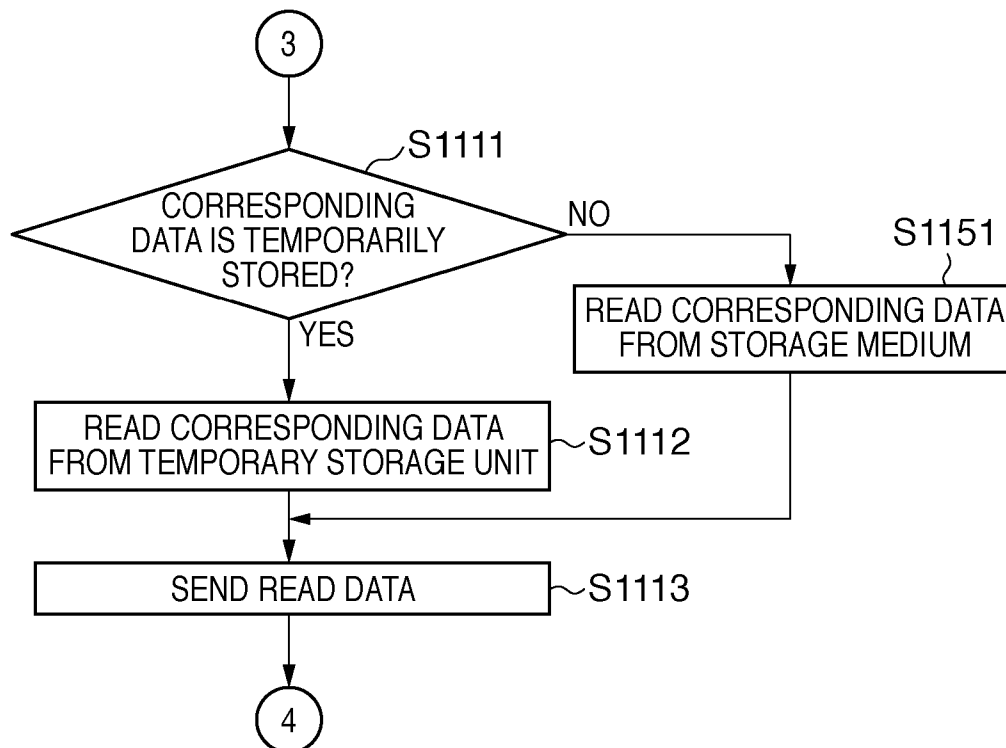 3
S1111
CORRESPONDING
DATA IS TEMPORARILY
STORED?
NO
S1151
READ CORRESPONDING DATA
FROM STORAGE MEDIUM
YES
READ CORRESPONDING DATA
FROM TEMPORARY STORAGE UNIT
S1112
SEND READ DATA
S1113
4